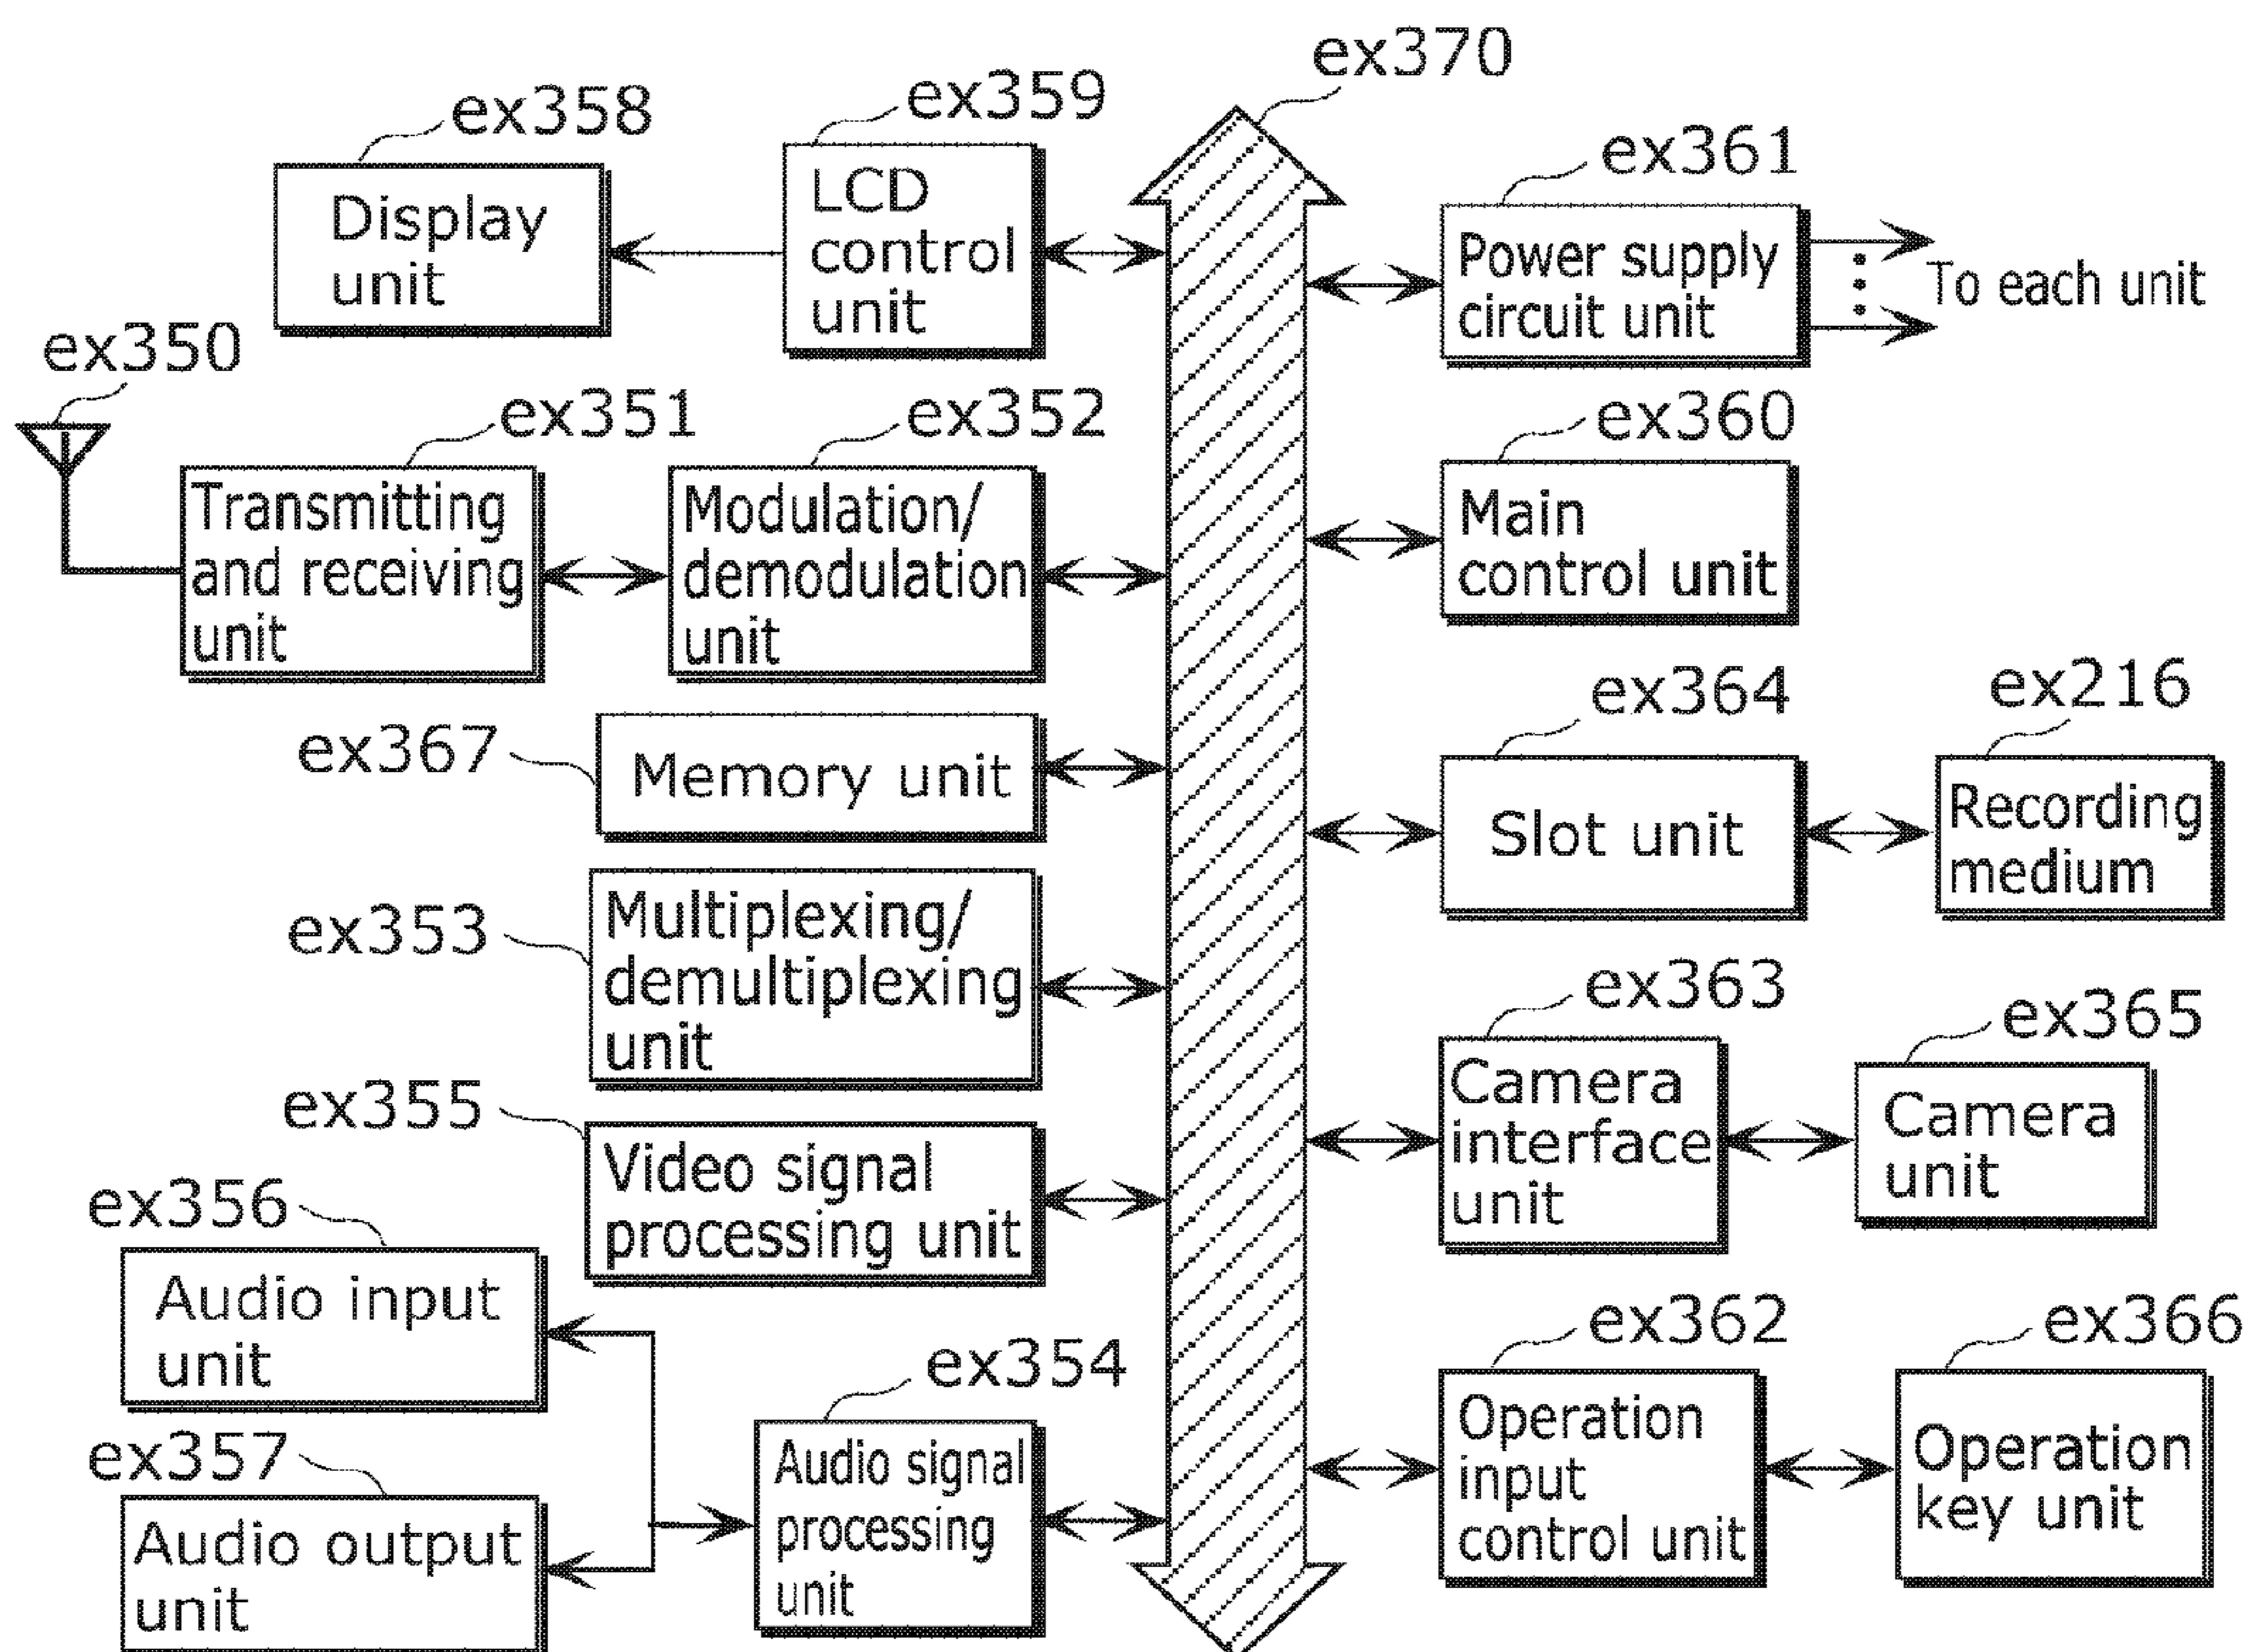 ex370
ex358
ex359
ex361
Display
unit
LCD
control
unit
Power supply
circuit unit
To each unit
ex350
ex351
ex352
ex360
Transmitting
and receiving
unit
Modulation/
demodulation
unit
Main
control unit
ex367
Memory unit
ex364
ex216
Slot unit
Recording
medium
ex353
Multiplexing/
demultiplexing
unit
ex363
ex365
Camera
interface
unit
Camera
unit
ex355
Video signal
processing unit
ex356
Audio input
unit
ex357
Audio output
unit
ex354
Audio signal
processing
unit
ex362
ex366
Operation
input
control unit
Operation
key unit